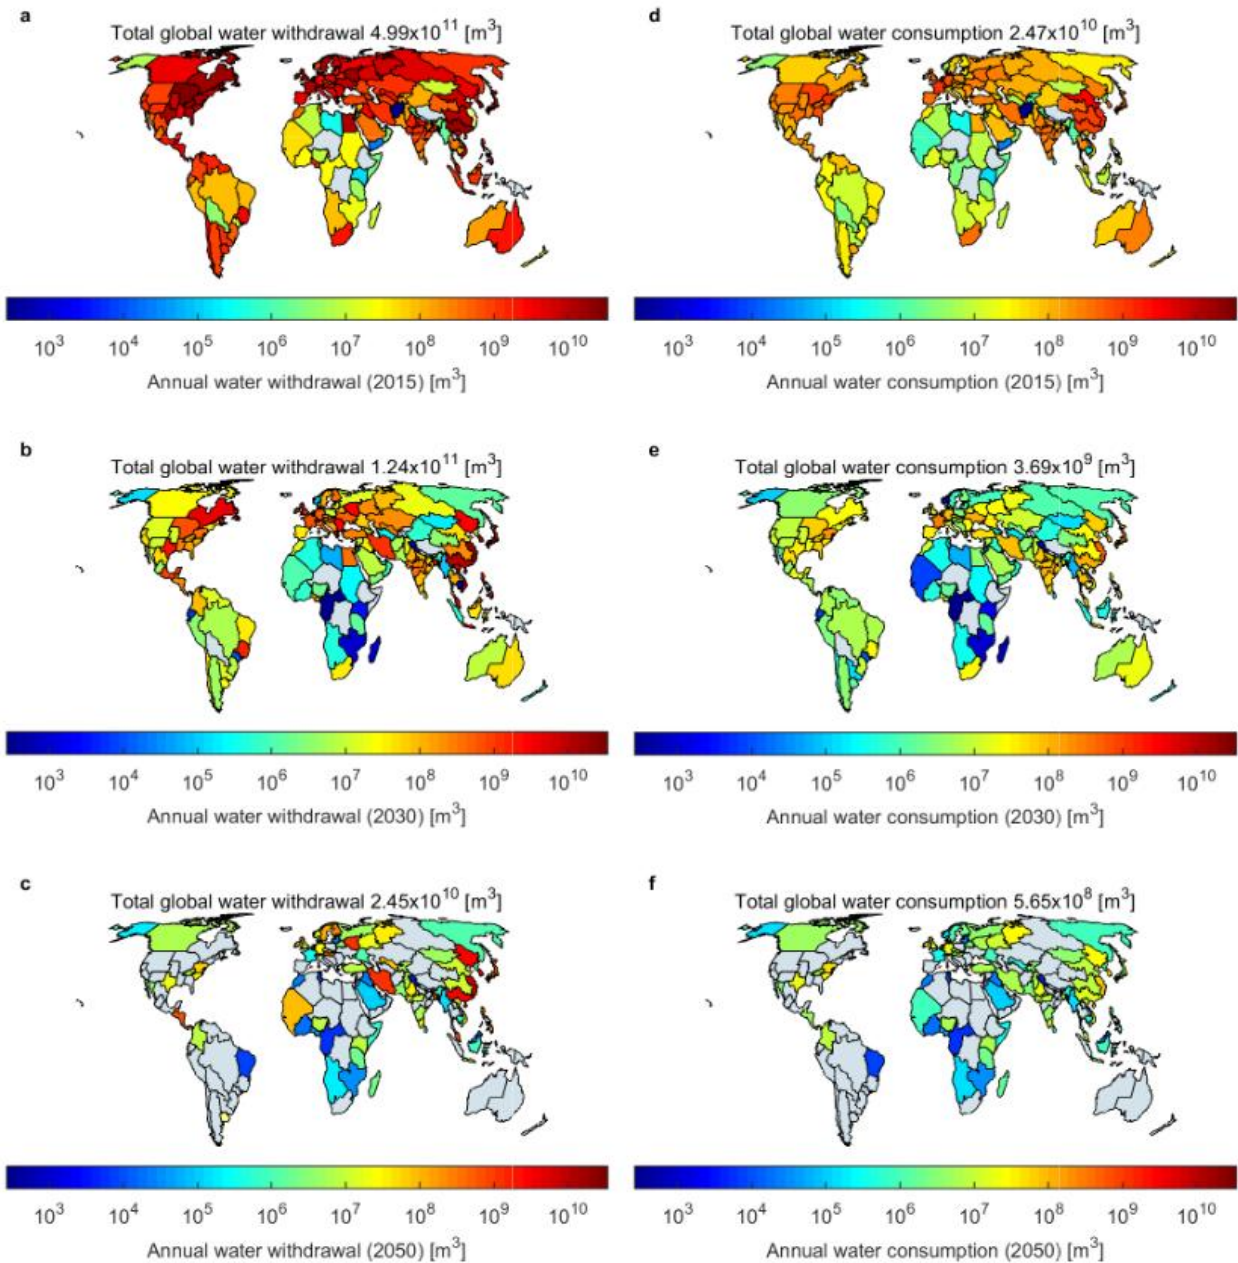 a
Total global water withdrawal 4.99x10^11 [m^3]
10^3 10^4 10^5 10^6 10^7 10^8 10^9 10^10
Annual water withdrawal (2015) [m^3]
d
Total global water consumption 2.47x10^10 [m^3]
10^3 10^4 10^5 10^6 10^7 10^8 10^9 10^10
Annual water consumption (2015) [m^3]
b
Total global water withdrawal 1.24x10^11 [m^3]
10^3 10^4 10^5 10^6 10^7 10^8 10^9 10^10
Annual water withdrawal (2030) [m^3]
e
Total global water consumption 3.69x10^9 [m^3]
10^3 10^4 10^5 10^6 10^7 10^8 10^9 10^10
Annual water consumption (2030) [m^3]
c
Total global water withdrawal 2.45x10^10 [m^3]
10^3 10^4 10^5 10^6 10^7 10^8 10^9 10^10
Annual water withdrawal (2050) [m^3]
f
Total global water consumption 5.65x10^8 [m^3]
10^3 10^4 10^5 10^6 10^7 10^8 10^9 10^10
Annual water consumption (2050) [m^3]